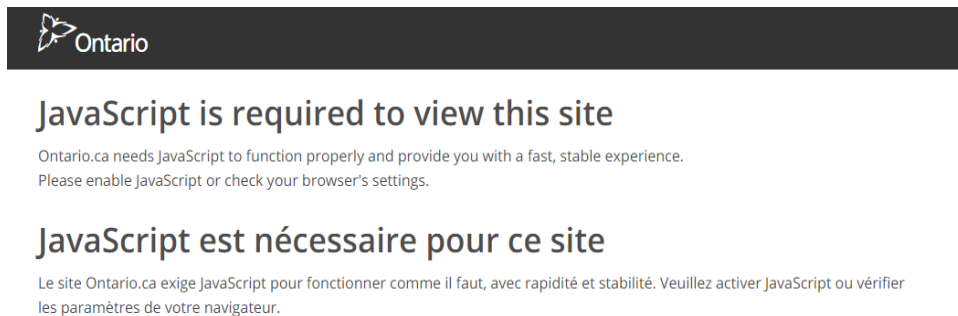 Ontario
JavaScript is required to view this site
Ontario.ca needs JavaScript to function properly and provide you with a fast, stable experience.
Please enable JavaScript or check your browser's settings.
JavaScript est nécessaire pour ce site
Le site Ontario.ca exige JavaScript pour fonctionner comme il faut, avec rapidité et stabilité. Veuillez activer JavaScript ou vérifier
les paramètres de votre navigateur.